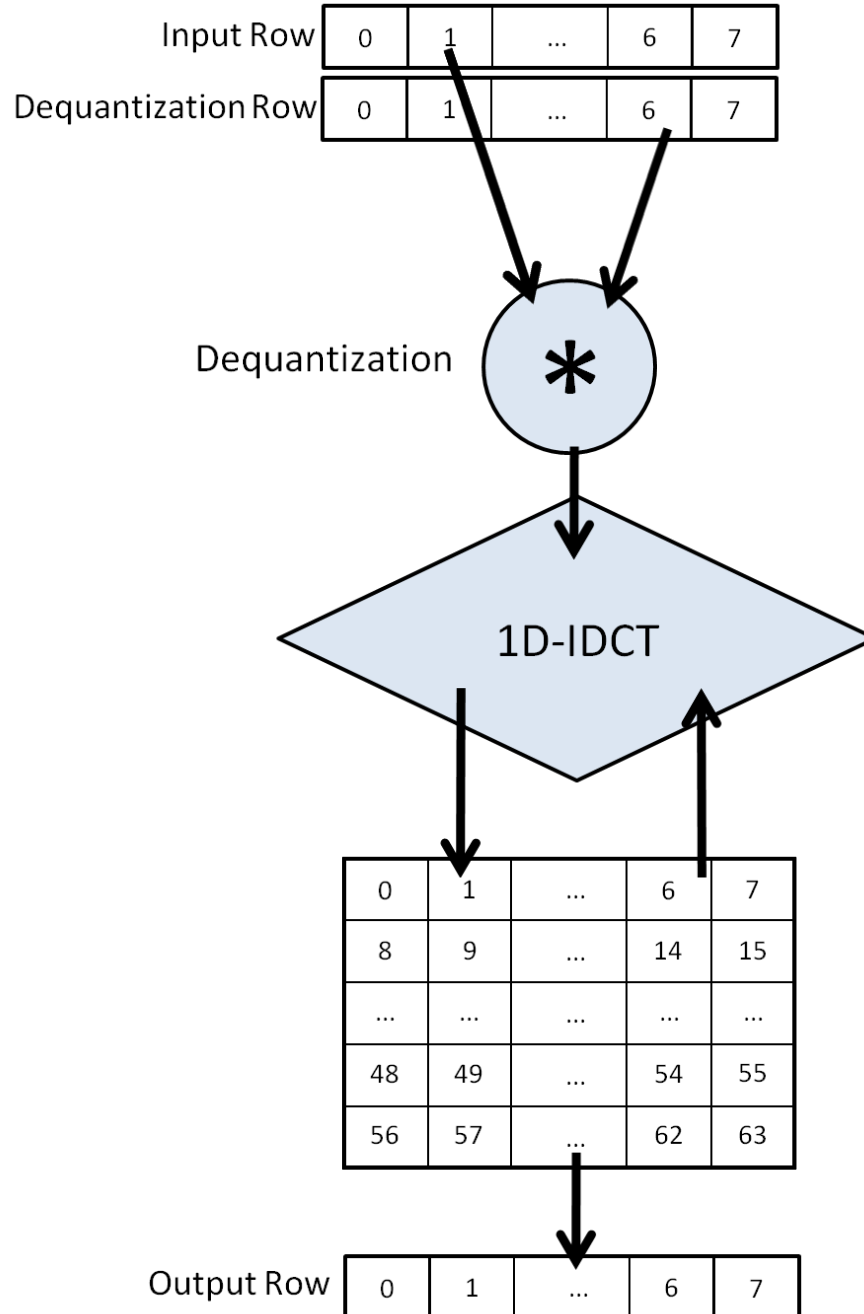 Input Row 0 1 ... 6 7
Dequantization Row 0 1 ... 6 7
Dequantization *
1D-IDCT
0 1 ... 6 7
8 9 ... 14 15
... ... ... ... ...
48 49 ... 54 55
56 57 ... 62 63
Output Row 0 1 ... 6 7